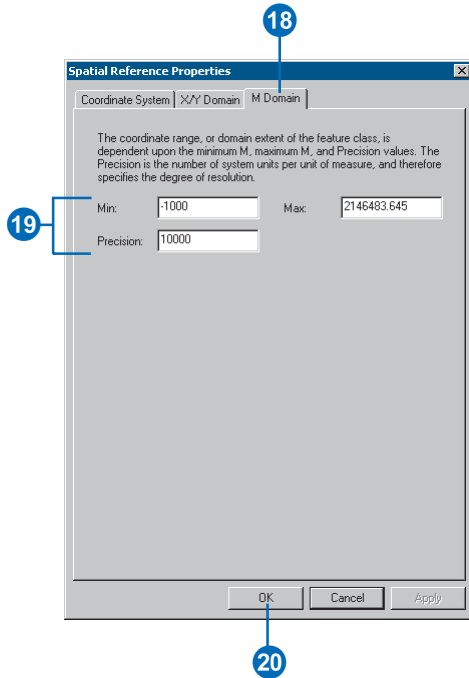 18
Spatial Reference Properties
Coordinate System X/Y Domain M Domain
The coordinate range, or domain extent of the feature class, is
dependent upon the minimum M, maximum M, and Precision values. The
Precision is the number of system units per unit of measure, and therefore
specifies the degree of resolution.
19
Min: -1000 Max: 2146483.645
Precision: 10000
OK Cancel Apply
20